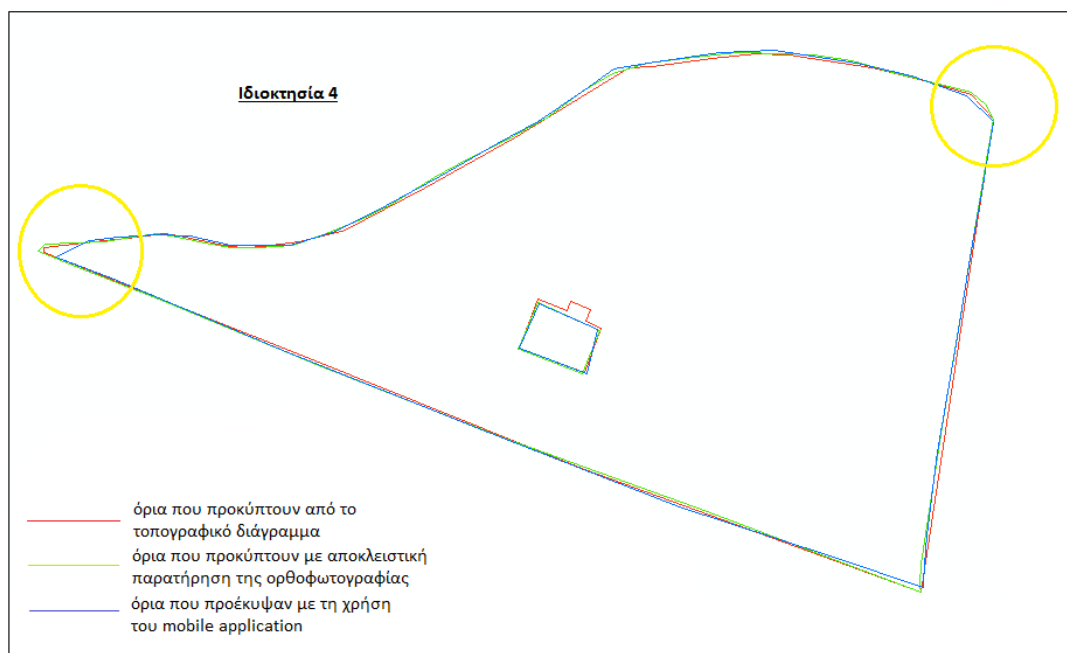 Ιδιοκτησία 4
όρια που προκύπτουν από το
τοπογραφικό διάγραμμα
όρια που προκύπτουν με αποκλειστική
παρατήρηση της ορθοφωτογραφίας
όρια που προέκυψαν με τη χρήση
του mobile application